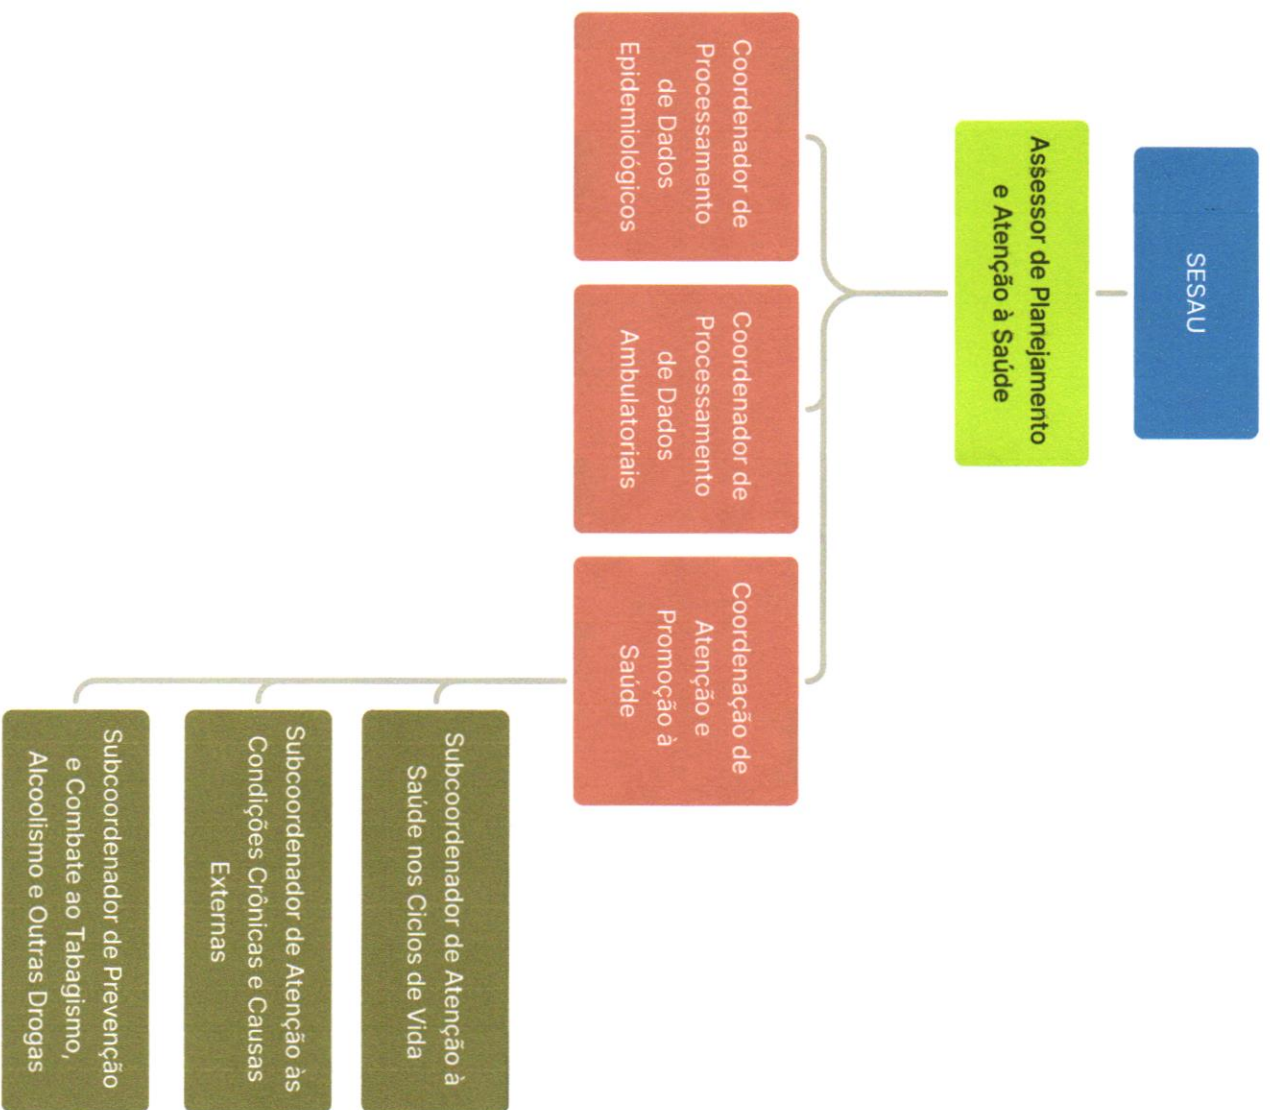 SESAU
Assessor de Planejamento
e Atenção à Saúde
Coordenador de
Processamento
de Dados
Epidemiológicos
Coordenador de
Processamento
de Dados
Ambulatoriais
Coordenação de
Atenção e
Promoção à
Saúde
Subcoordenador de Atenção à
Saúde nos Ciclos de Vida
Subcoordenador de Atenção às
Condições Crônicas e Causas
Externas
Subcoordenador de Prevenção
e Combate ao Tabagismo,
Alcoolismo e Outras Drogas